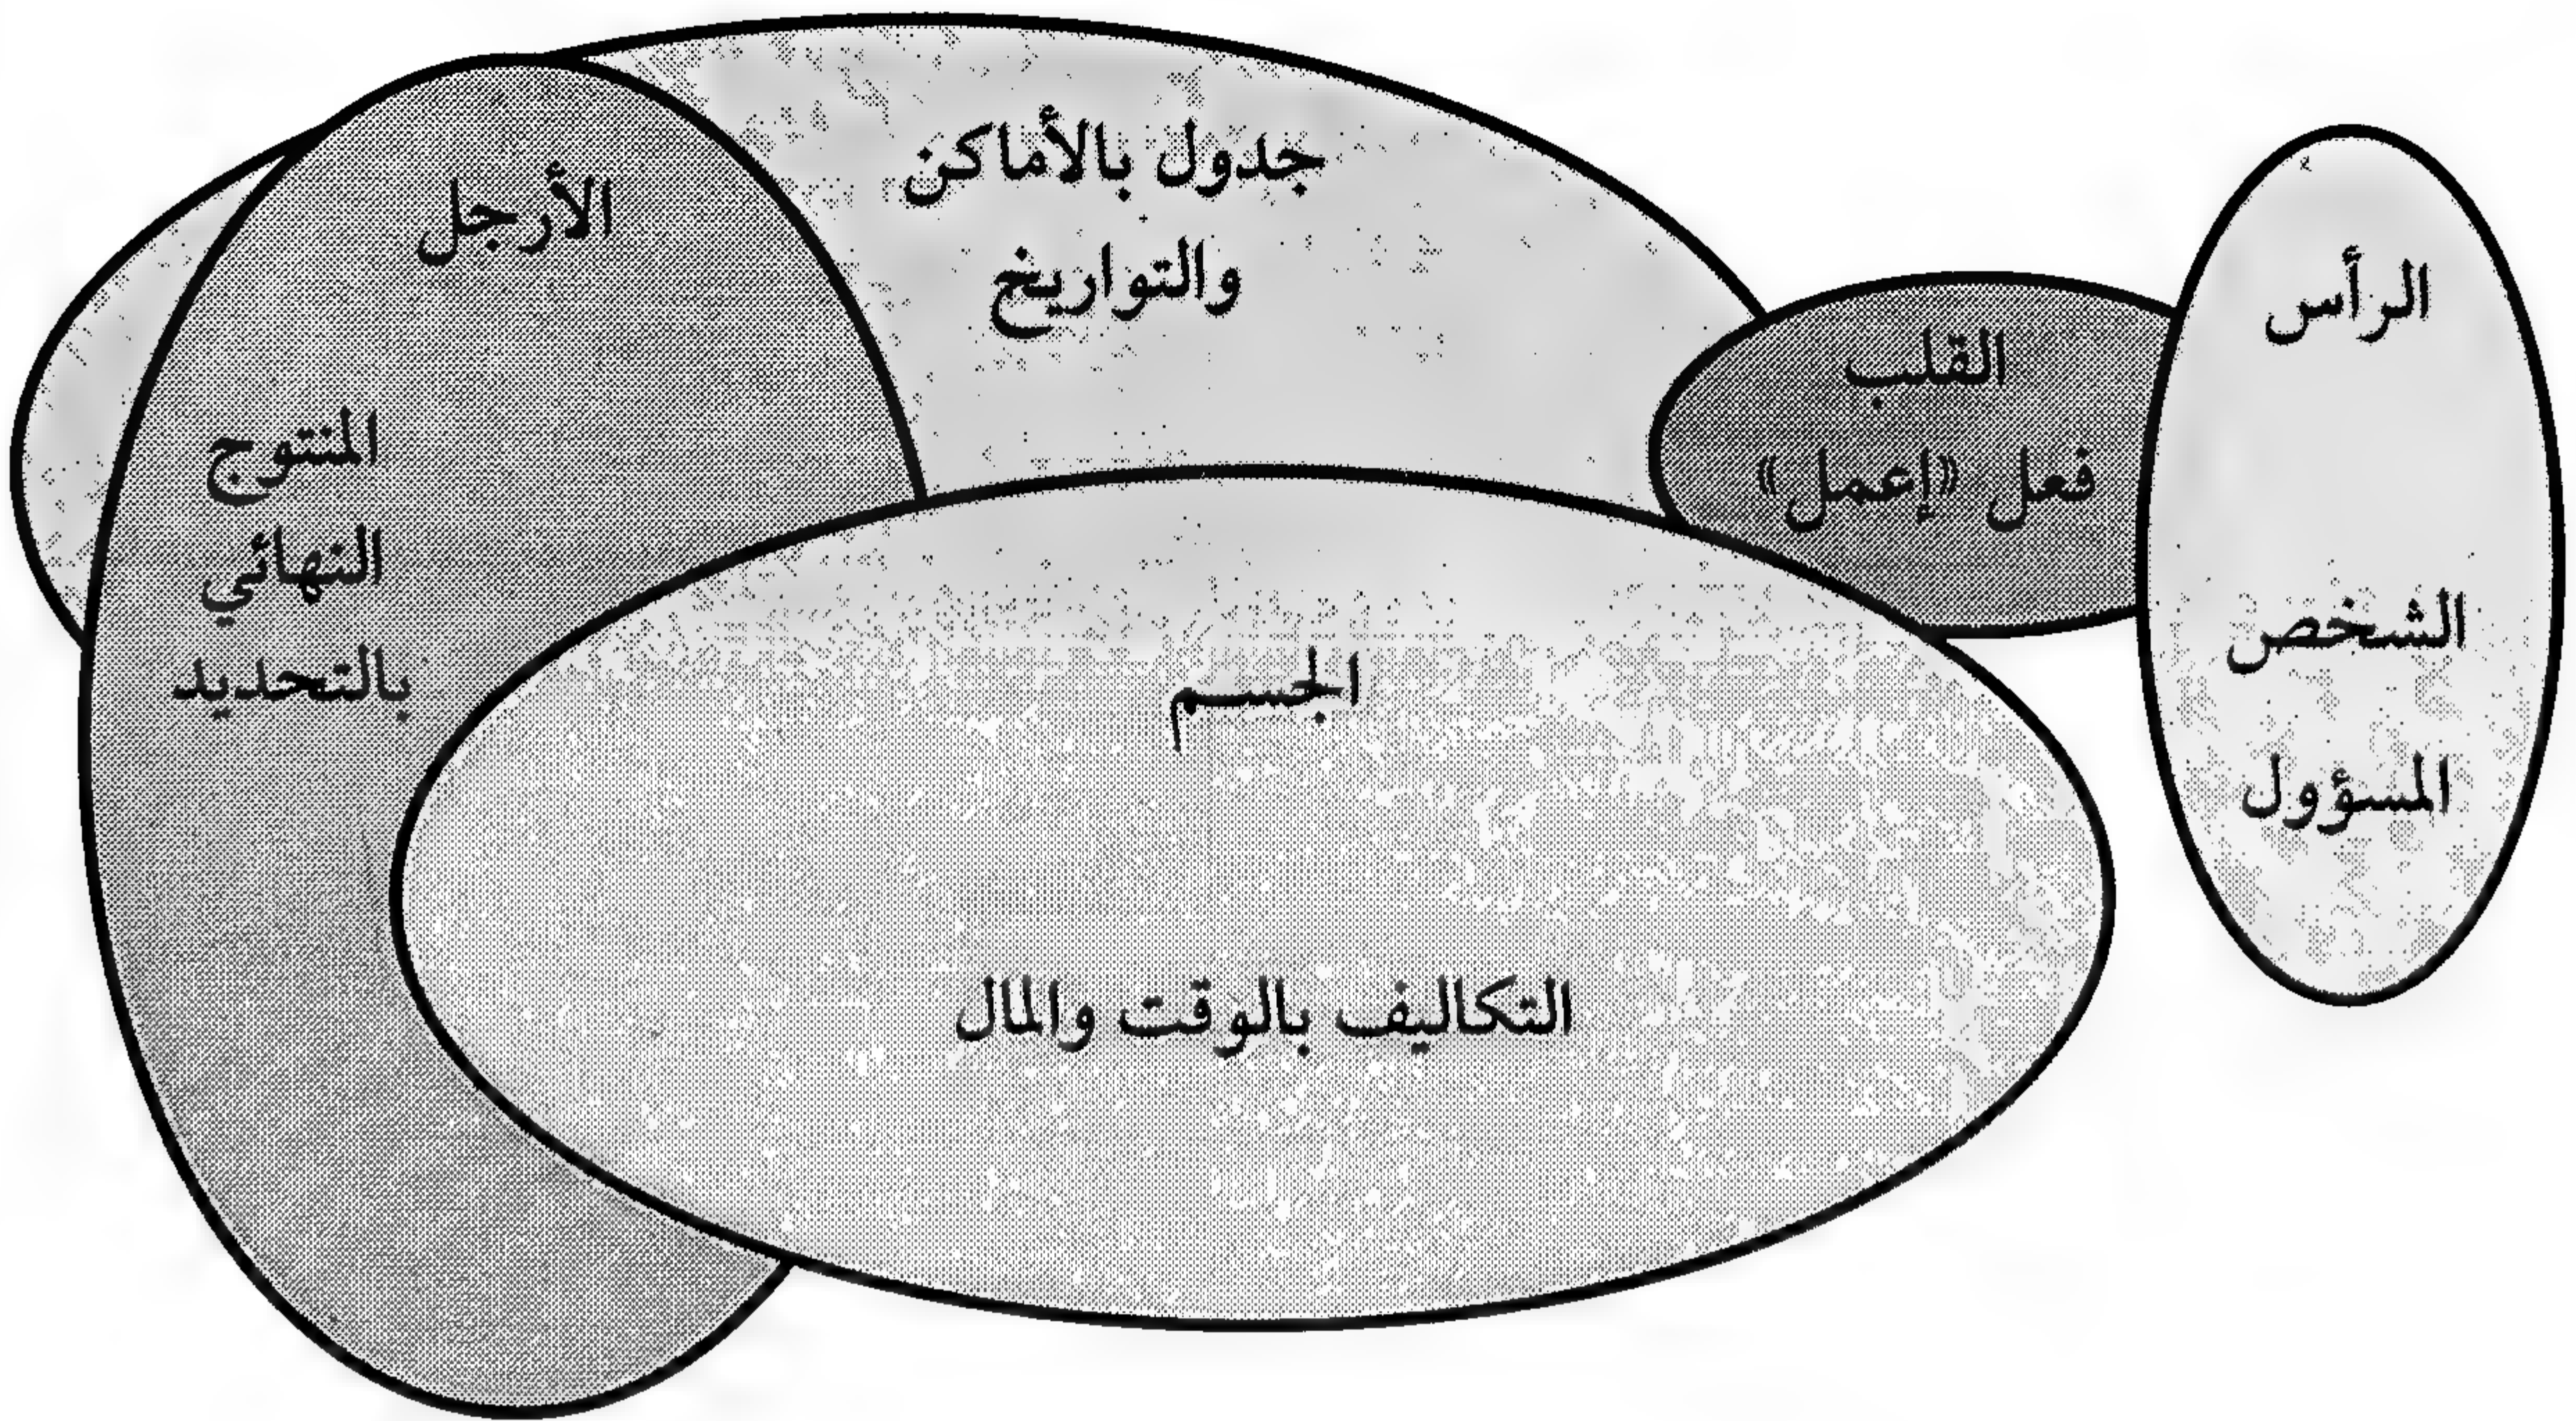 الرأس
الشخص
المسؤول
القلب
فعل «إعمل»
جدول بالأماكن
والتواريخ
الأرجل
المنتوج
النهائي
بالتحديد
الجسم
التكاليف بالوقت والمال